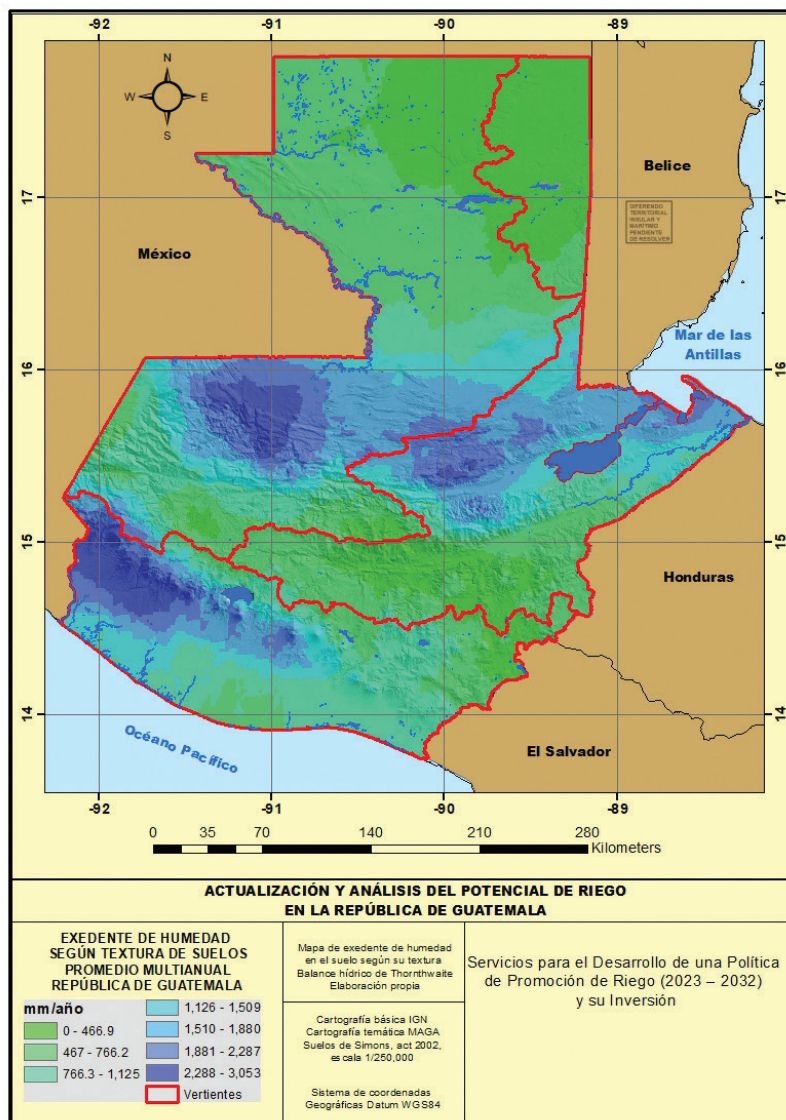 -92
-91
-90
-89
N
W
E
S
Belice
17
17
DIFERENDO
TERRITORIAL
INSULAR Y
MARÍTIMO
PENDIENTE
DE RESOLVER
México
Mar de las
Antillas
16
16
15
15
Honduras
14
14
Océano Pacífico
El Salvador
-92
-91
-90
-89
0 35 70 140 210 280
Kilometers
ACTUALIZACIÓN Y ANÁLISIS DEL POTENCIAL DE RIEGO
EN LA REPÚBLICA DE GUATEMALA
EXEDENTE DE HUMEDAD
SEGÚN TEXTURA DE SUELOS
PROMEDIO MULTIANUAL
REPÚBLICA DE GUATEMALA
mm/año
0 - 466.9
467 - 766.2
766.3 - 1,125
1,126 - 1,509
1,510 - 1,880
1,881 - 2,287
2,288 - 3,053
Vertientes
Mapa de exedente de humedad
en el suelo según su textura
Balance hídrico de Thornthwaite
Elaboración propia
Cartografía básica IGN
Cartografía temática MAGA
Suelos de Simons, act 2002,
escala 1/250,000
Sistema de coordenadas
Geográficas Datum WGS84
Servicios para el Desarrollo de una Política
de Promoción de Riego (2023 – 2032)
y su Inversión